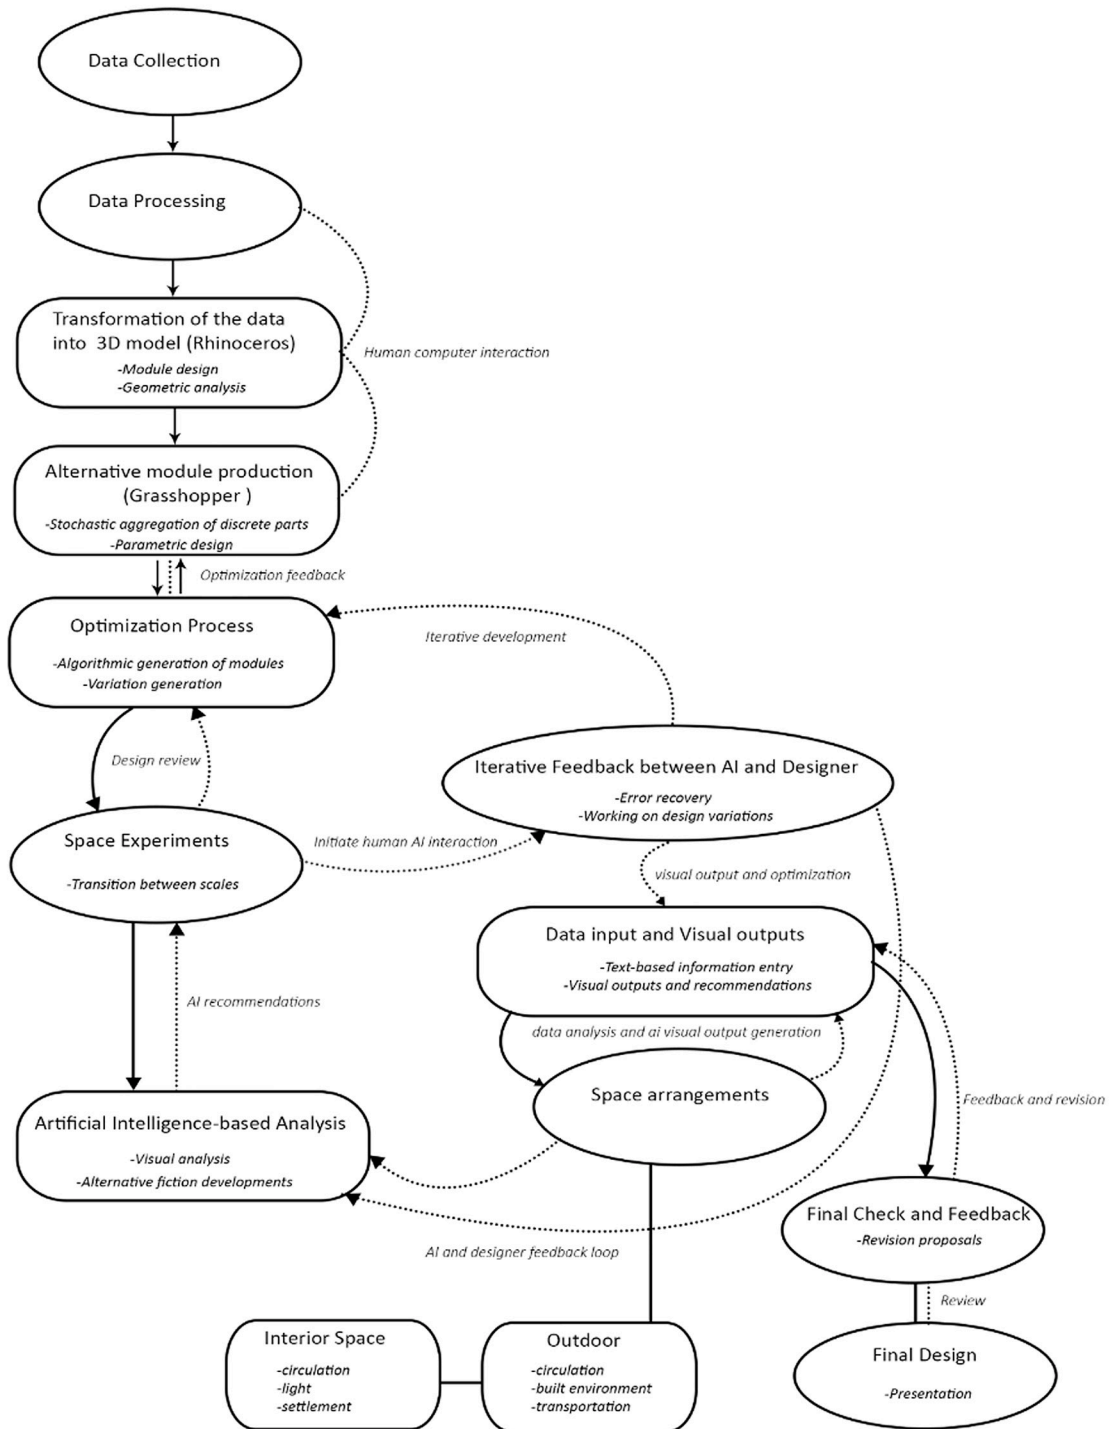 Data Collection
Data Processing
Transformation of the data
into 3D model (Rhinoceros)
-Module design
-Geometric analysis
Human computer interaction
Alternative module production
(Grasshopper )
-Stochastic aggregation of discrete parts
-Parametric design
Optimization feedback
Optimization Process
-Algorithmic generation of modules
-Variation generation
Iterative development
Design review
Iterative Feedback between AI and Designer
-Error recovery
-Working on design variations
Space Experiments
-Transition between scales
Initiate human AI interaction
visual output and optimization
Data input and Visual outputs
-Text-based information entry
-Visual outputs and recommendations
AI recommendations
data analysis and ai visual output generation
Space arrangements
Feedback and revision
Artificial Intelligence-based Analysis
-Visual analysis
-Alternative fiction developments
AI and designer feedback loop
Final Check and Feedback
-Revision proposals
Review
Interior Space
-circulation
-light
-settlement
Outdoor
-circulation
-built environment
-transportation
Final Design
-Presentation